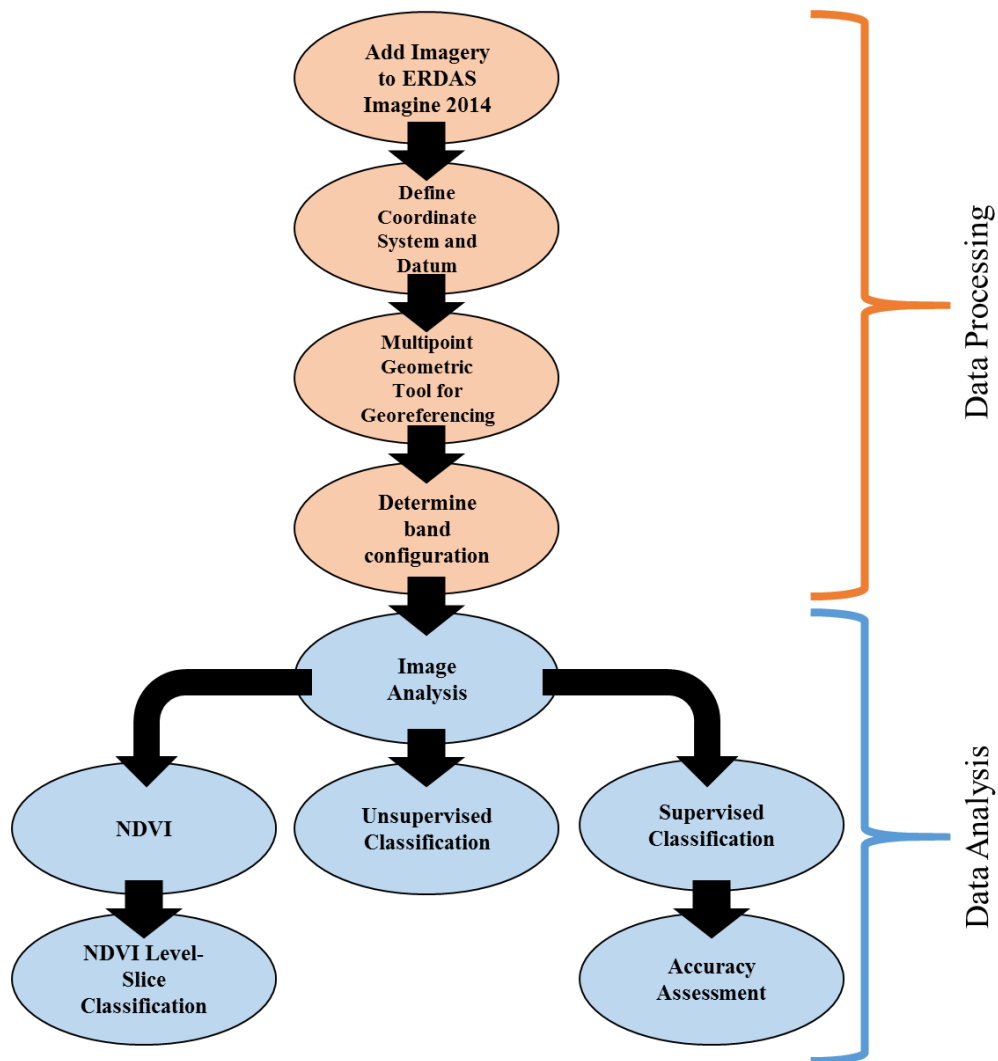 Add Imagery
to ERDAS
Imagine 2014
Define
Coordinate
System and
Datum
Multipoint
Geometric
Tool for
Georeferencing
Determine
band
configuration
Data Processing
Image
Analysis
NDVI
Unsupervised
Classification
Supervised
Classification
NDVI Level-
Slice
Classification
Accuracy
Assessment
Data Analysis